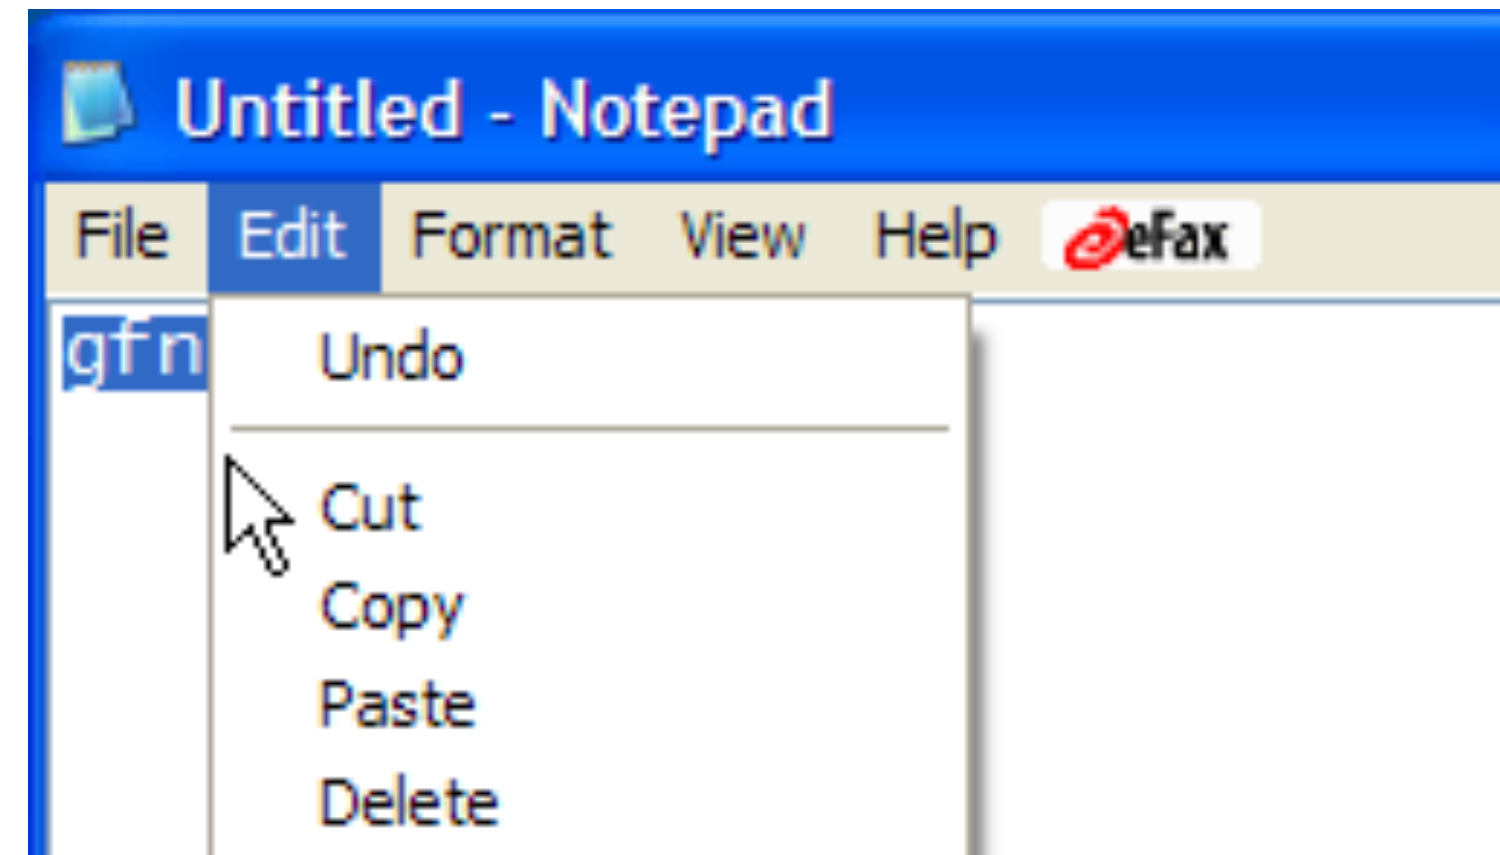 Untitled - Notepad
File Edit Format View Help eFax
gfn
Undo
Cut
Copy
Paste
Delete